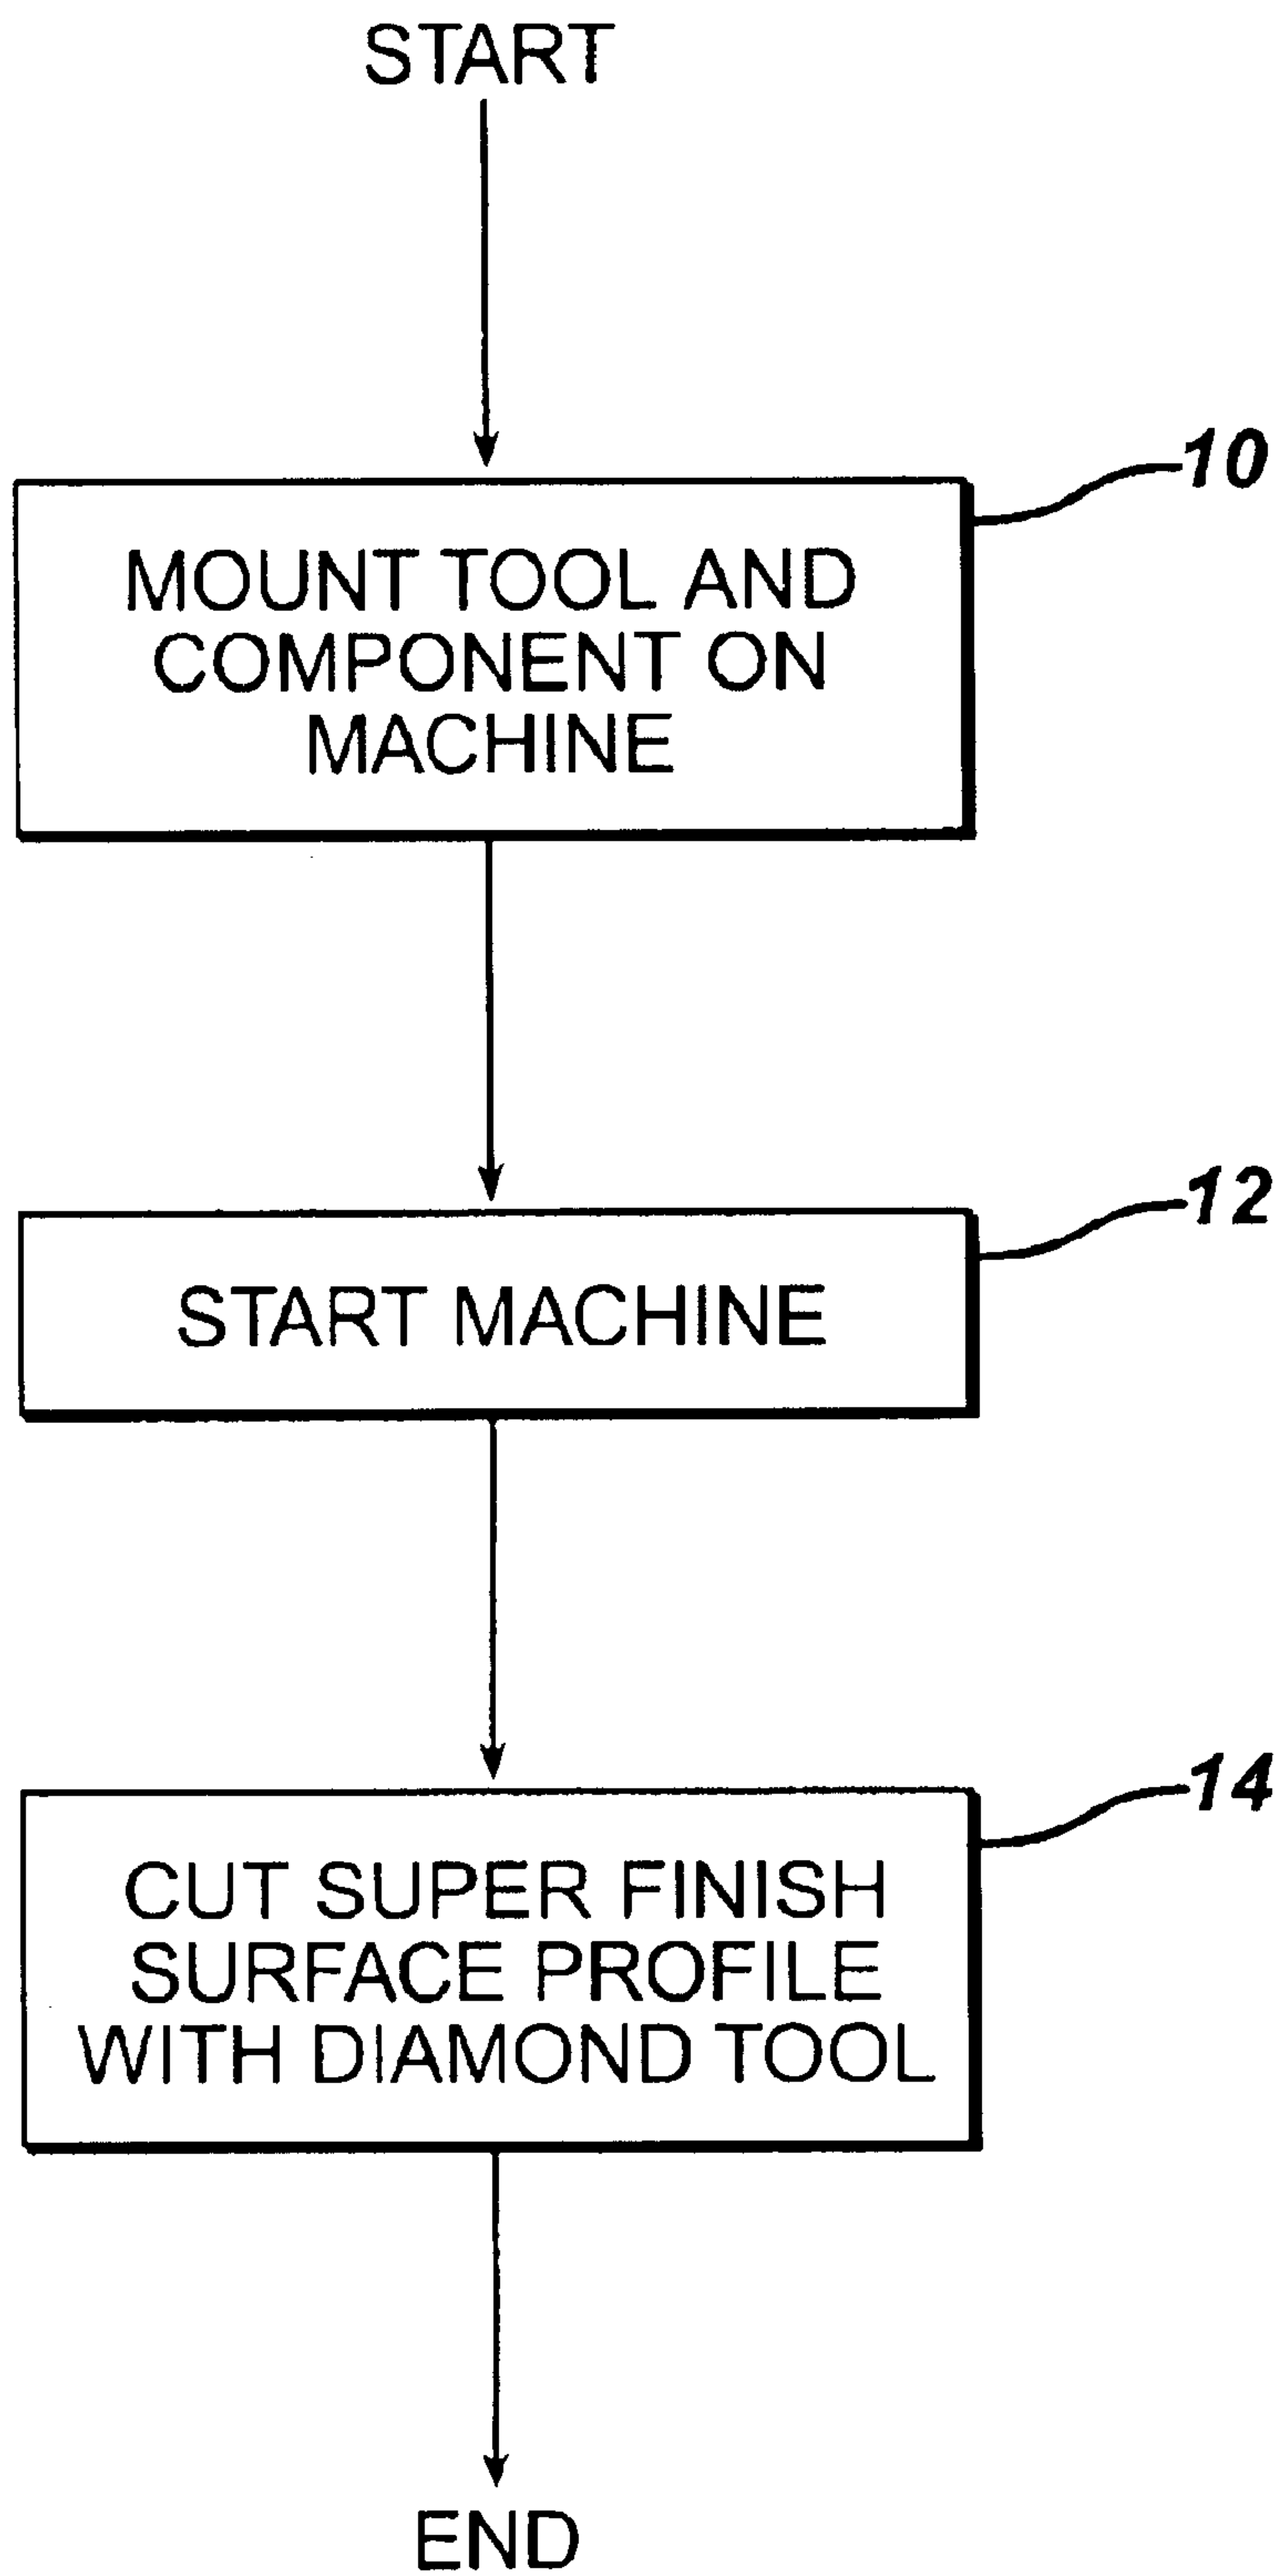 START
10
MOUNT TOOL AND
COMPONENT ON
MACHINE
12
START MACHINE
14
CUT SUPER FINISH
SURFACE PROFILE
WITH DIAMOND TOOL
END